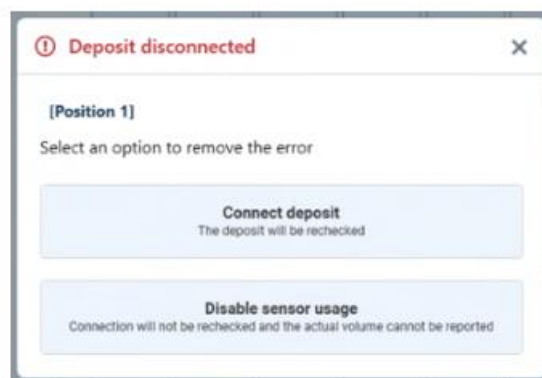 Deposit disconnected
[Position 1]
Select an option to remove the error
Connect deposit
The deposit will be rechecked
Disable sensor usage
Connection will not be rechecked and the actual volume cannot be reported